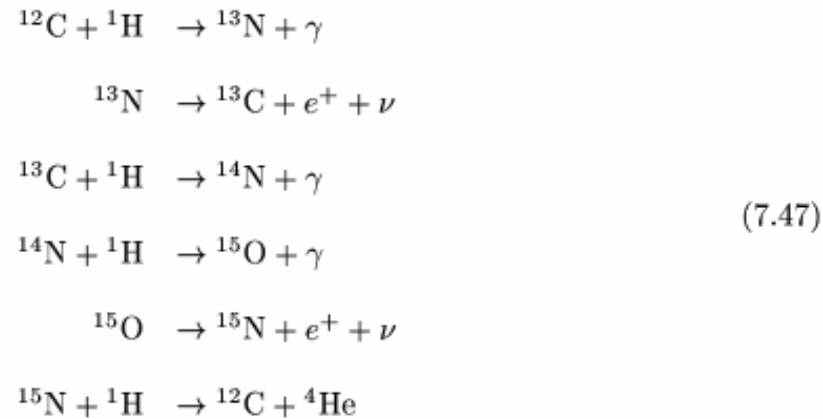 ¹²C + ¹H → ¹³N + γ
¹³N → ¹³C + e⁺ + ν
¹³C + ¹H → ¹⁴N + γ
(7.47)
¹⁴N + ¹H → ¹⁵O + γ
¹⁵O → ¹⁵N + e⁺ + ν
¹⁵N + ¹H → ¹²C + ⁴He